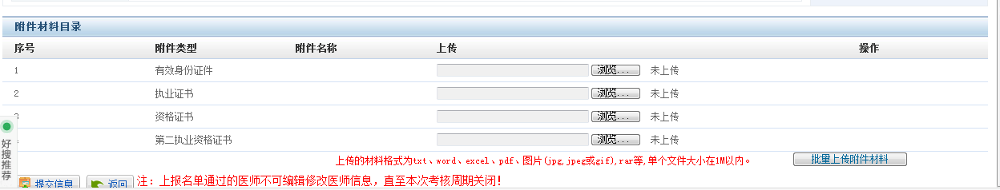 附件材料目录
序号 附件类型 附件名称 上传 操作
1 有效身份证件 浏览... 未上传
2 执业证书 浏览... 未上传
3 资格证书 浏览... 未上传
第二执业资格证书 浏览... 未上传
上传的材料格式为txt、word、excel、pdf、图片(jpg,jpeg或gif),rar等,单个文件大小在1M以内。 批量上传附件材料
好搜推荐
提交信息 返回 注：上报名单通过的医师不可编辑修改医师信息，直至本次考核周期关闭！